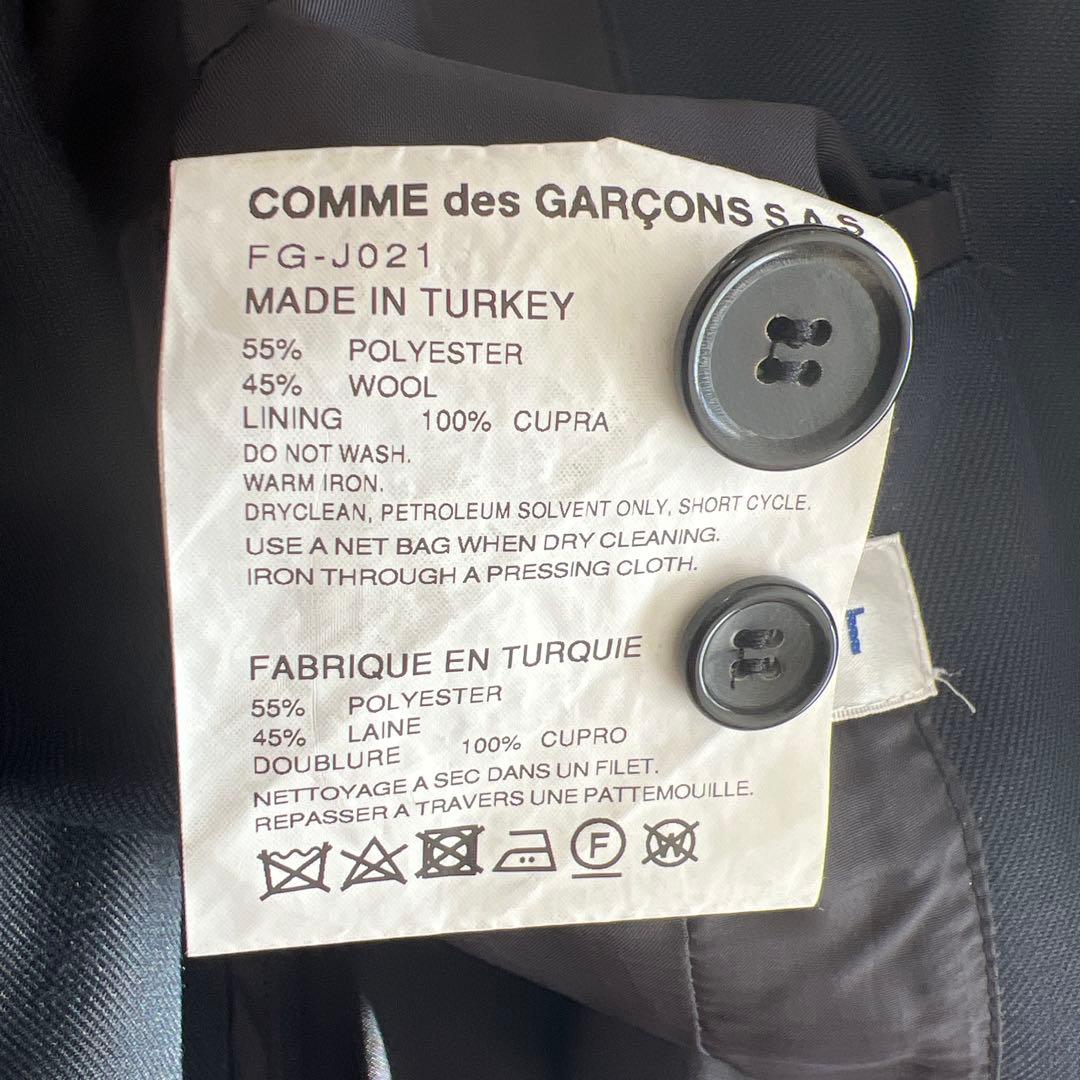 COMME des GARÇONS S.A.S
FG-J021
MADE IN TURKEY
55% POLYESTER
45% WOOL
LINING 100% CUPRA
DO NOT WASH.
WARM IRON.
DRYCLEAN, PETROLEUM SOLVENT ONLY, SHORT CYCLE.
USE A NET BAG WHEN DRY CLEANING.
IRON THROUGH A PRESSING CLOTH.
FABRIQUE EN TURQUIE
55% POLYESTER
45% LAINE
DOUBLURE 100% CUPRO
NETTOYAGE A SEC DANS UN FILET.
REPASSER A TRAVERS UNE PATTEMOUILLE.
F W
L